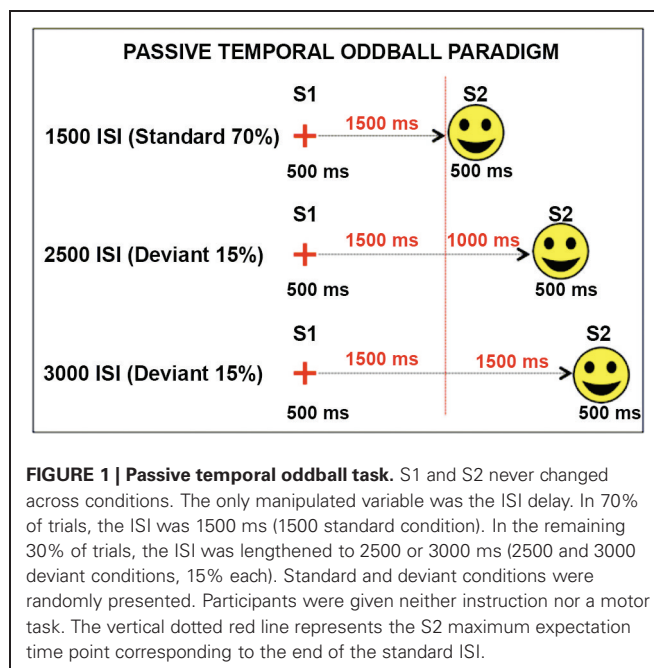 PASSIVE TEMPORAL ODDBALL PARADIGM
S1 S2
1500 ISI (Standard 70%) 1500 ms
500 ms 500 ms
S1 S2
2500 ISI (Deviant 15%) 1500 ms 1000 ms
500 ms 500 ms
S1 S2
3000 ISI (Deviant 15%) 1500 ms 1500 ms
500 ms 500 ms
FIGURE 1 | Passive temporal oddball task. S1 and S2 never changed
across conditions. The only manipulated variable was the ISI delay. In 70%
of trials, the ISI was 1500 ms (1500 standard condition). In the remaining
30% of trials, the ISI was lengthened to 2500 or 3000 ms (2500 and 3000
deviant conditions, 15% each). Standard and deviant conditions were
randomly presented. Participants were given neither instruction nor a motor
task. The vertical dotted red line represents the S2 maximum expectation
time point corresponding to the end of the standard ISI.